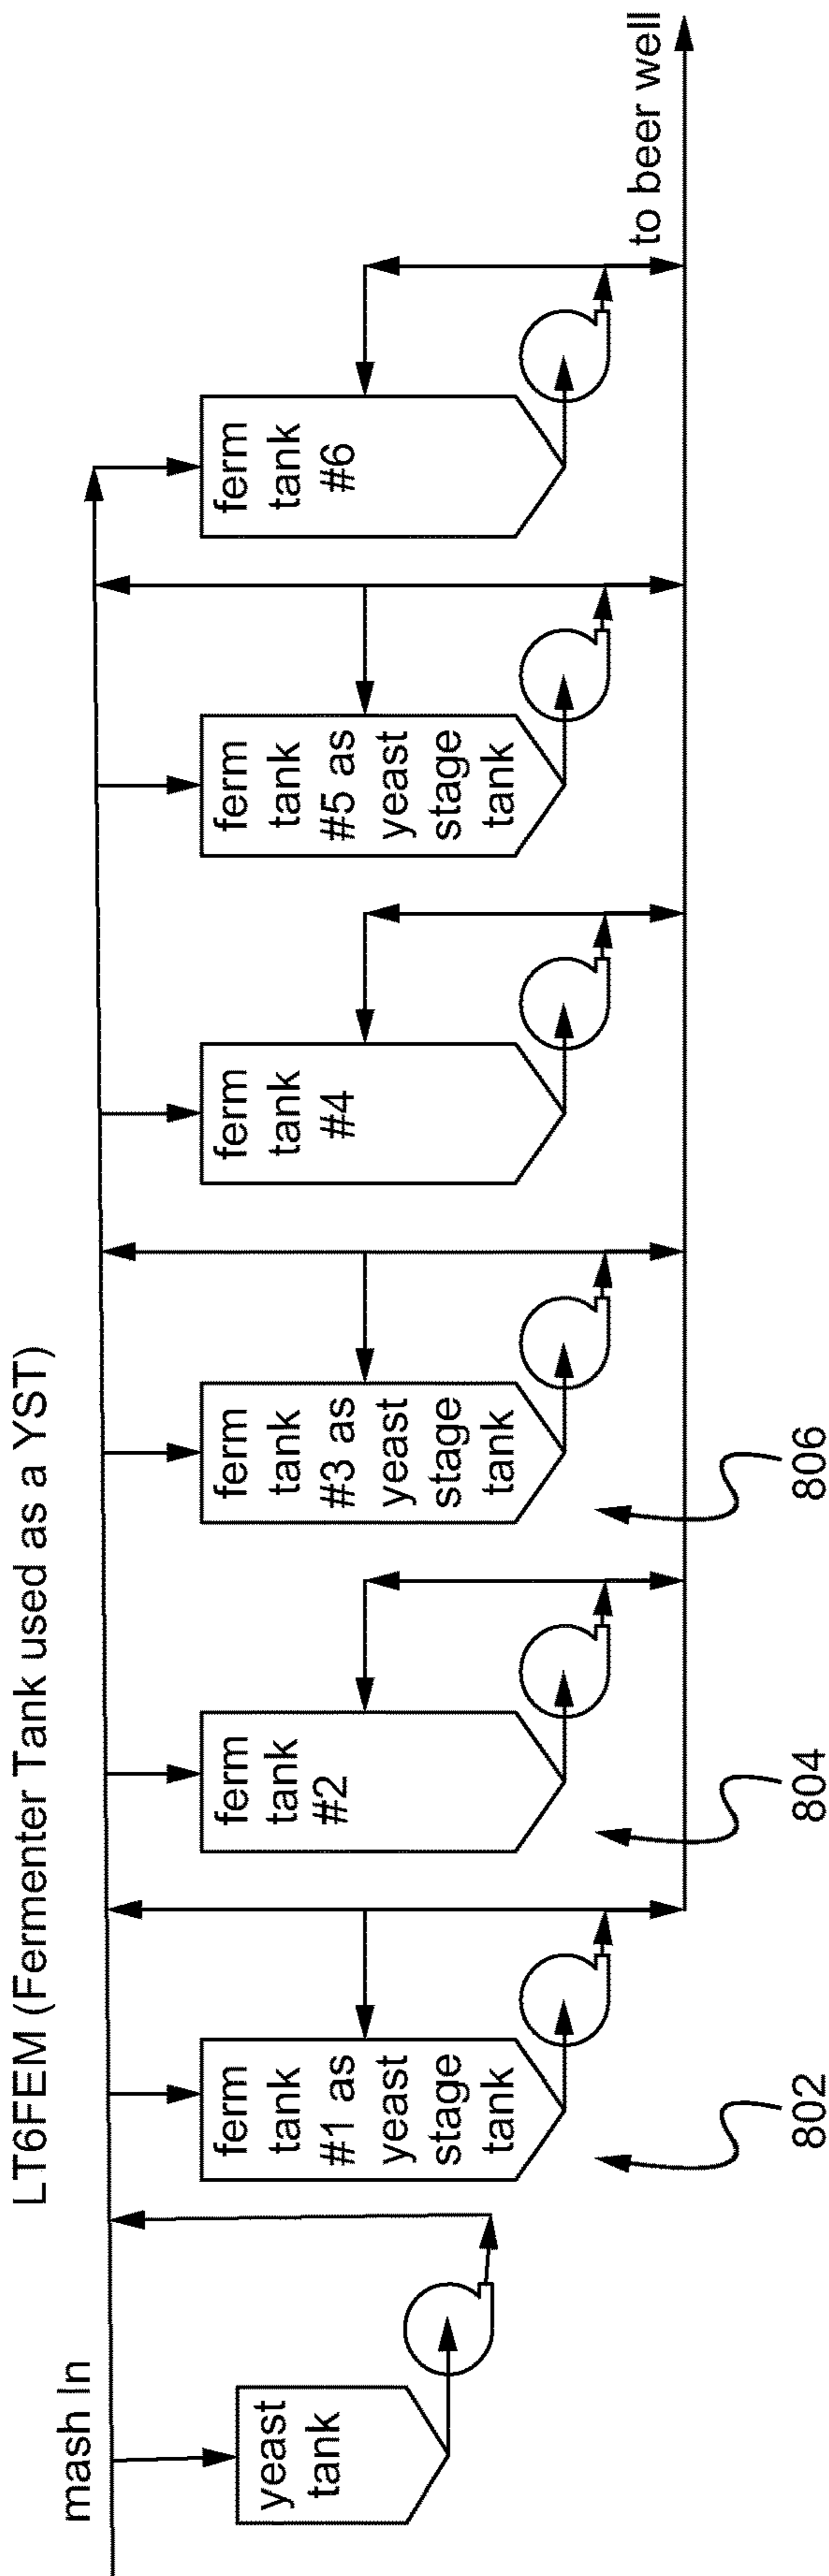 LT6FEM (Fermenter Tank used as a YST)
mash In
yeast
tank
ferm
tank
#1 as
yeast
stage
tank
ferm
tank
#2
ferm
tank
#3 as
yeast
stage
tank
ferm
tank
#4
ferm
tank
#5 as
yeast
stage
tank
ferm
tank
#6
to beer well
802
804
806